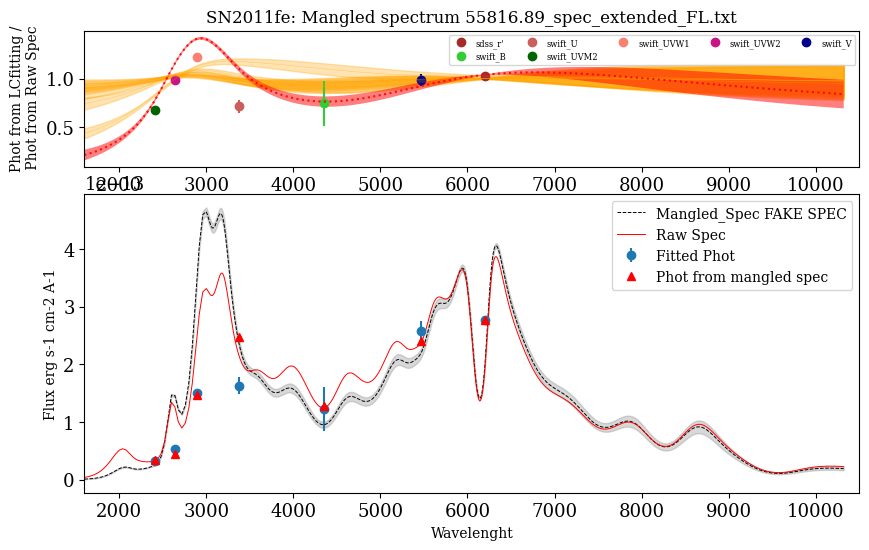 SN2011fe: Mangled spectrum 55816.89_spec_extended_FL.txt
Phot from LCfitting /
Phot from Raw Spec
1.0
0.5
sdss_r'
swift_B
swift_U
swift_UVM2
swift_UVW1
swift_UVW2
swift_V
2000 3000 4000 5000 6000 7000 8000 9000 10000
Flux erg s-1 cm-2 A-1
4
3
2
1
0
Mangled_Spec FAKE SPEC
Raw Spec
Fitted Phot
Phot from mangled spec
2000 3000 4000 5000 6000 7000 8000 9000 10000
Wavelenght